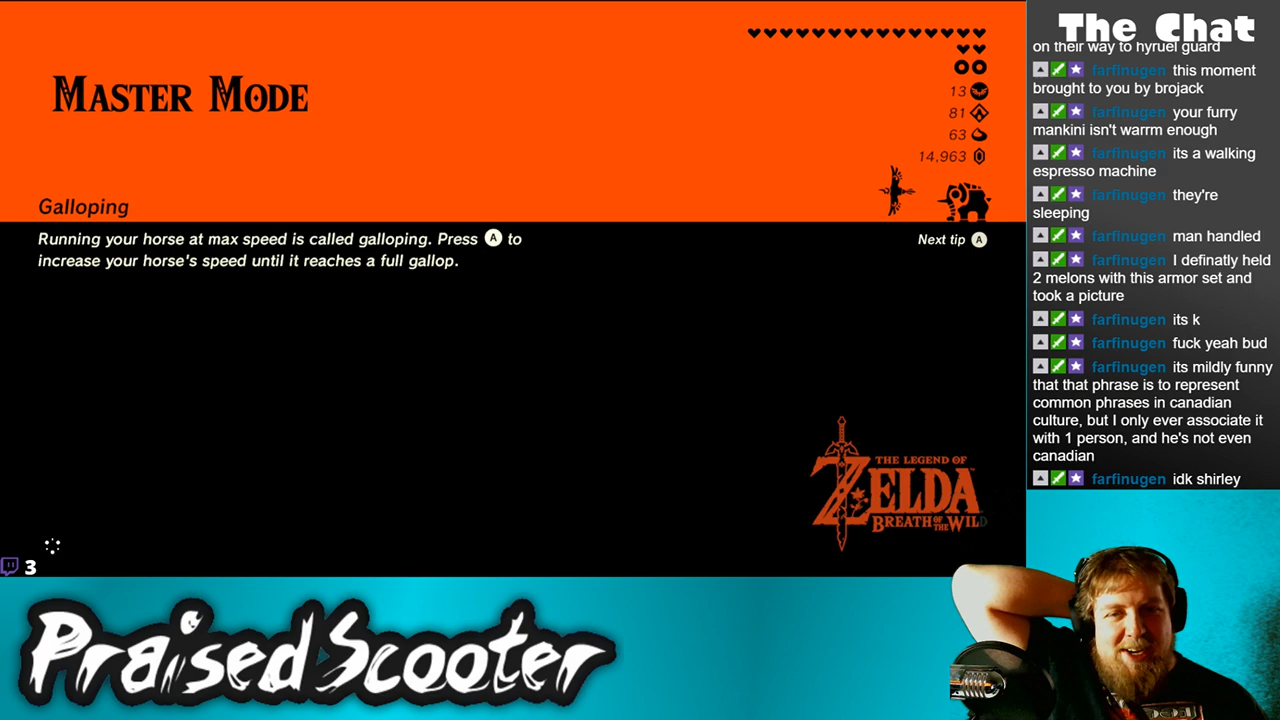 Master Mode
13
81
63
14,963
Galloping
Running your horse at max speed is called galloping. Press A to
increase your horse's speed until it reaches a full gallop.
Next tip A
THE LEGEND OF
ZELDA
BREATH OF THE WILD
3
PraisedScooter
The Chat
on their way to hyruel guard
farfinugen this moment
brought to you by brojack
farfinugen your furry
mankini isn't warrm enough
farfinugen its a walking
espresso machine
farfinugen they're
sleeping
farfinugen man handled
farfinugen I definatly held
2 melons with this armor set and
took a picture
farfinugen its k
farfinugen fuck yeah bud
farfinugen its mildly funny
that that phrase is to represent
common phrases in canadian
culture, but I only ever associate it
with 1 person, and he's not even
canadian
farfinugen idk shirley